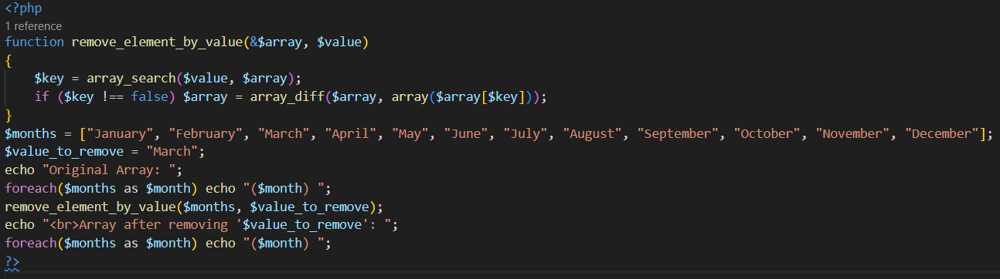 <?php
1 reference
function remove_element_by_value(&$array, $value)
{
    $key = array_search($value, $array);
    if ($key !== false) $array = array_diff($array, array($array[$key]));
}
$months = ["January", "February", "March", "April", "May", "June", "July", "August", "September", "October", "November", "December"];
$value_to_remove = "March";
echo "Original Array: ";
foreach($months as $month) echo "($month) ";
remove_element_by_value($months, $value_to_remove);
echo "<br>Array after removing '$value_to_remove': ";
foreach($months as $month) echo "($month) ";
?>